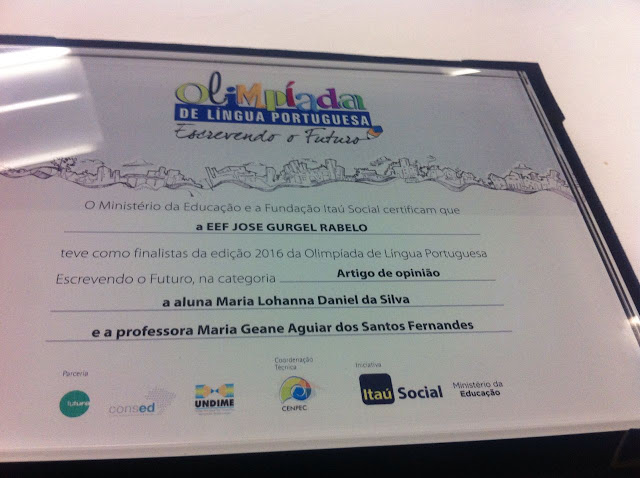 Olimpíada
DE LÍNGUA PORTUGUESA
Escrevendo o Futuro
O Ministério da Educação e a Fundação Itaú Social certificam que
a EEF JOSE GURGEL RABELO
teve como finalistas da edição 2016 da Olimpíada de Língua Portuguesa
Escrevendo o Futuro, na categoria Artigo de opinião
a aluna Maria Lohanna Daniel da Silva
e a professora Maria Geane Aguiar dos Santos Fernandes
Parceria
futura
consed
UNDIME
Coordenação
Técnica
CENPEC
Iniciativa
Itaú Social
Ministério da
Educação